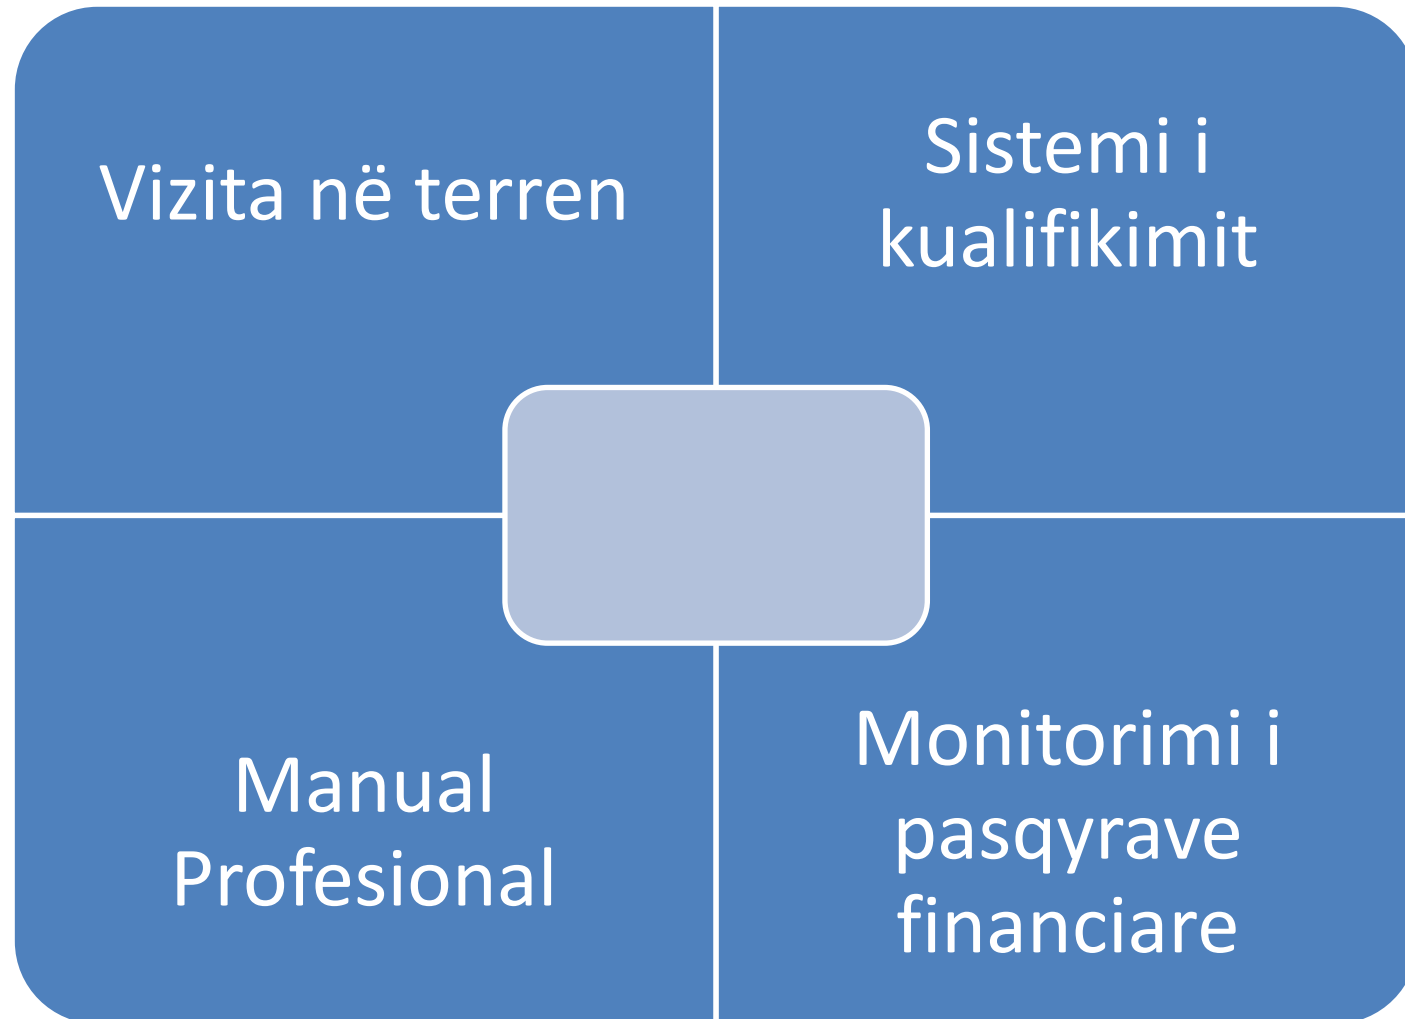 Vizita në terren
Sistemi i
kualifikimit
Manual
Profesional
Monitorimi i
pasqyrave
financiare